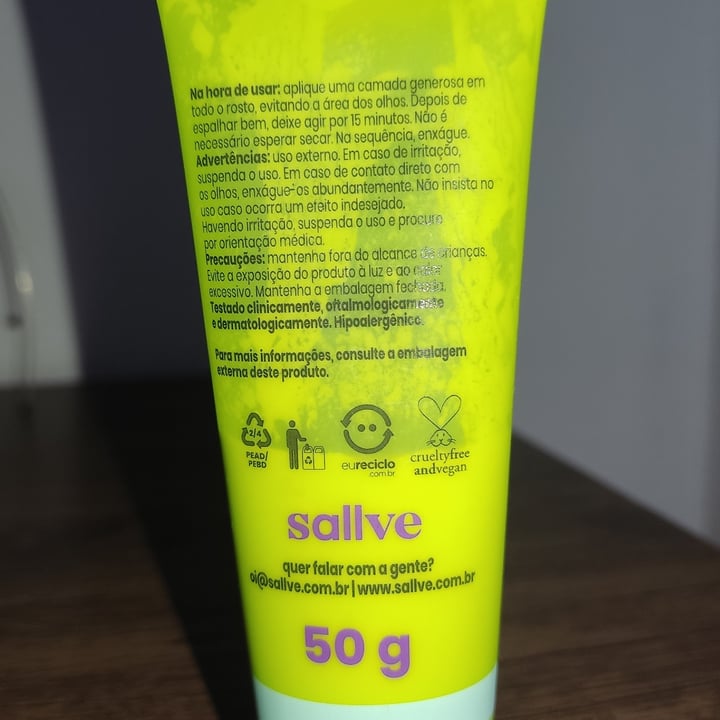 Na hora de usar: aplique uma camada generosa em
todo o rosto, evitando a área dos olhos. Depois de
espalhar bem, deixe agir por 15 minutos. Não é
necessário esperar secar. Na sequência, enxágue.
Advertências: uso externo. Em caso de irritação,
suspenda o uso. Em caso de contato direto com
os olhos, enxágue-os abundantemente. Não insista no
uso caso ocorra um efeito indesejado.
Havendo irritação, suspenda o uso e procure
por orientação médica.
Precauções: mantenha fora do alcance de crianças.
Evite a exposição do produto à luz e ao calor
excessivo. Mantenha a embalagem fechada.
Testado clinicamente, oftalmologicamente
e dermatologicamente. Hipoalergênico.
Para mais informações, consulte a embalagem
externa deste produto.
2/4
PEAD/
PEBD
eureciclo
.com.br
crueltyfree
andvegan
sallve
quer falar com a gente?
oi@sallve.com.br | www.sallve.com.br
50 g